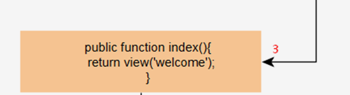 public function index(){
return view('welcome');
}
3